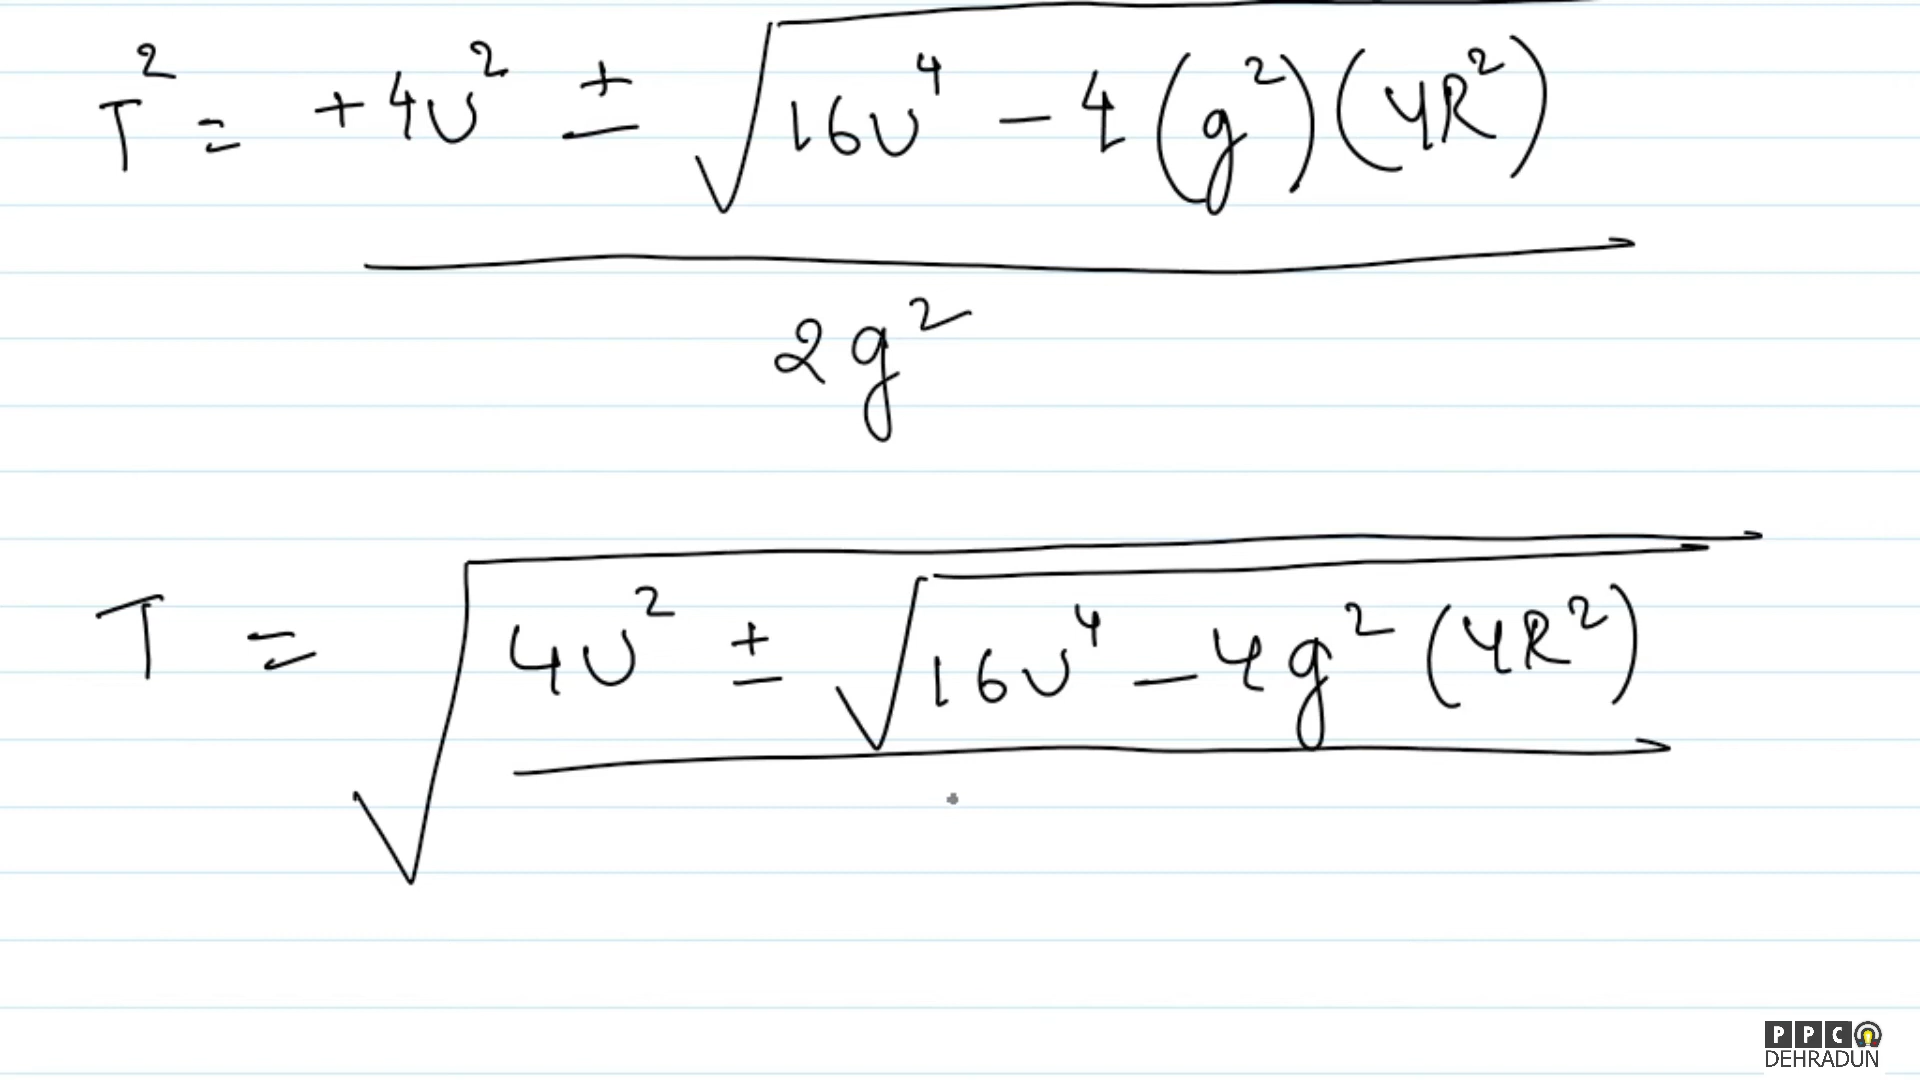 T² = +4u² ± √(16u⁴ - 4(g²)(4R²))
2g²
T = √(4u² ± √(16u⁴ - 4g²(4R²)))
PPC
DEHRADUN